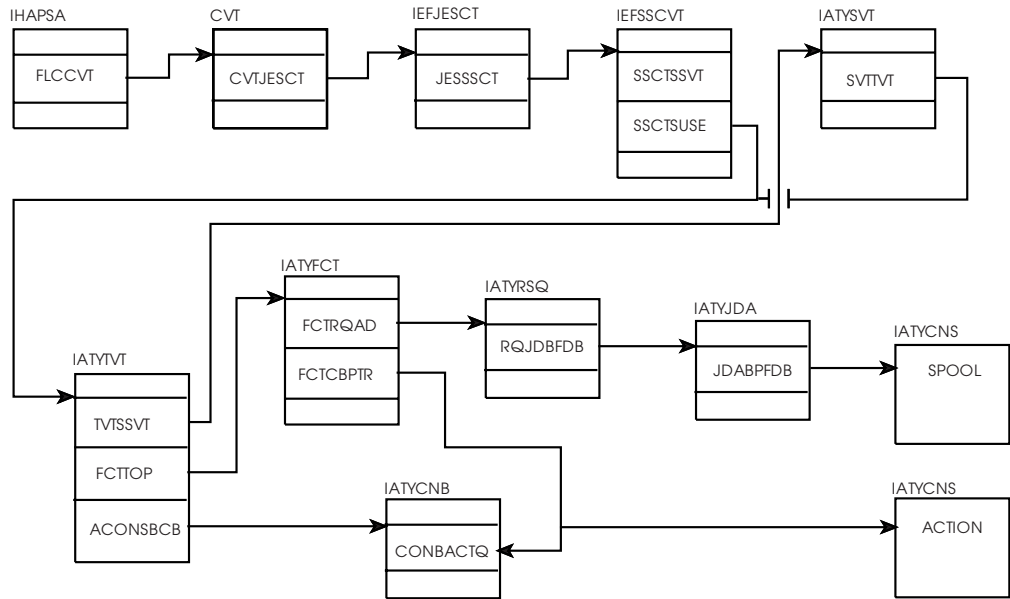 IHAPSA
FLCCVT
CVT
CVTJESCT
IEFJESCT
JESSSCT
IEFSSCVT
SSCTSSVT
SSCTSUSE
IATYSVT
SVTTVT
IATYTVT
TVTSSVT
FCTTOP
ACONSBCB
IATYFCT
FCTRQAD
FCTCBPTR
IATYRSQ
RQJDBFDB
IATYJDA
JDABPFDB
IATYCNS
SPOOL
IATYCNB
CONBACTQ
IATYCNS
ACTION